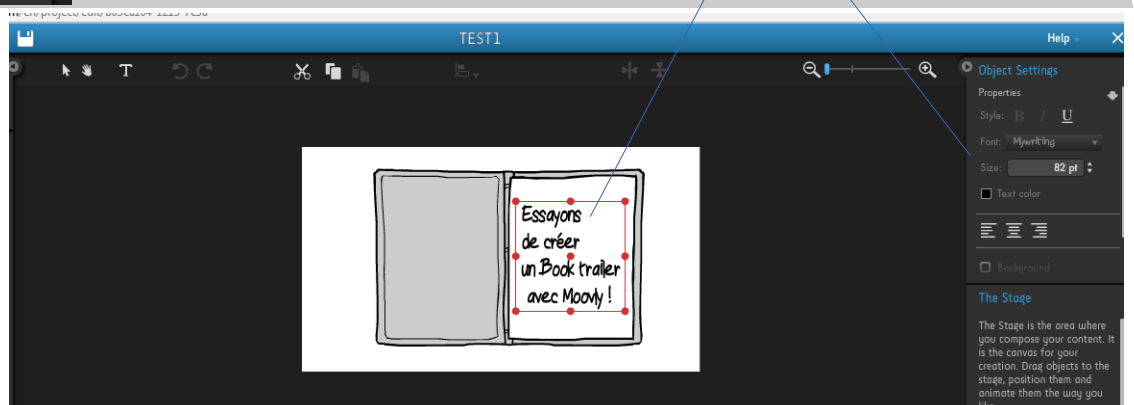 TEST1
Help
T
Object Settings
Properties
Style: B I U
Font: Mywriting
Size: 82 pt
Text color
Background
Essayons
de créer
un Book trailer
avec Moovly !
The Stage
The Stage is the area where
you compose your content. It
is the canvas for your
creation. Drag objects to the
stage, position them and
animate them the way you